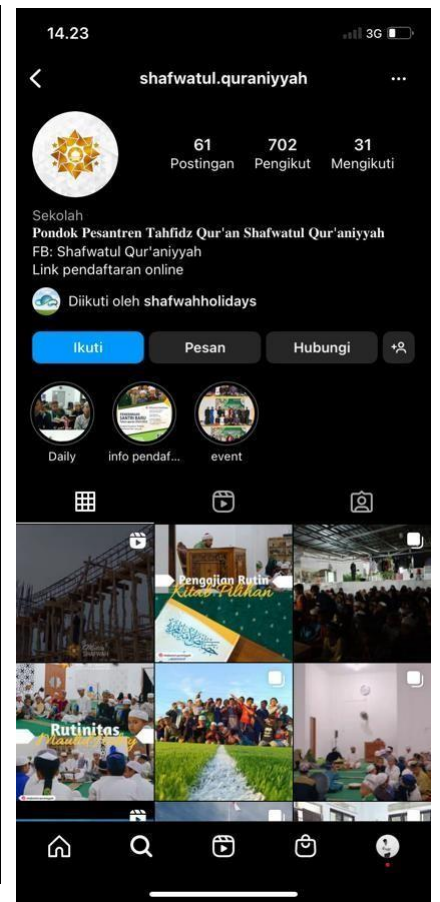 14.23
3G
shafwatul.quraniyyah
61 702 31
Postingan Pengikut Mengikuti
Sekolah
Pondok Pesantren Tahfidz Qur'an Shafwatul Qur'aniyyah
FB: Shafwatul Qur'aniyyah
Link pendaftaran online
Diikuti oleh shafwahholidays
Ikuti Pesan Hubungi
Daily info pendaf... event
Pengajian Rutin
Kitab Pilihan
Rutinitas